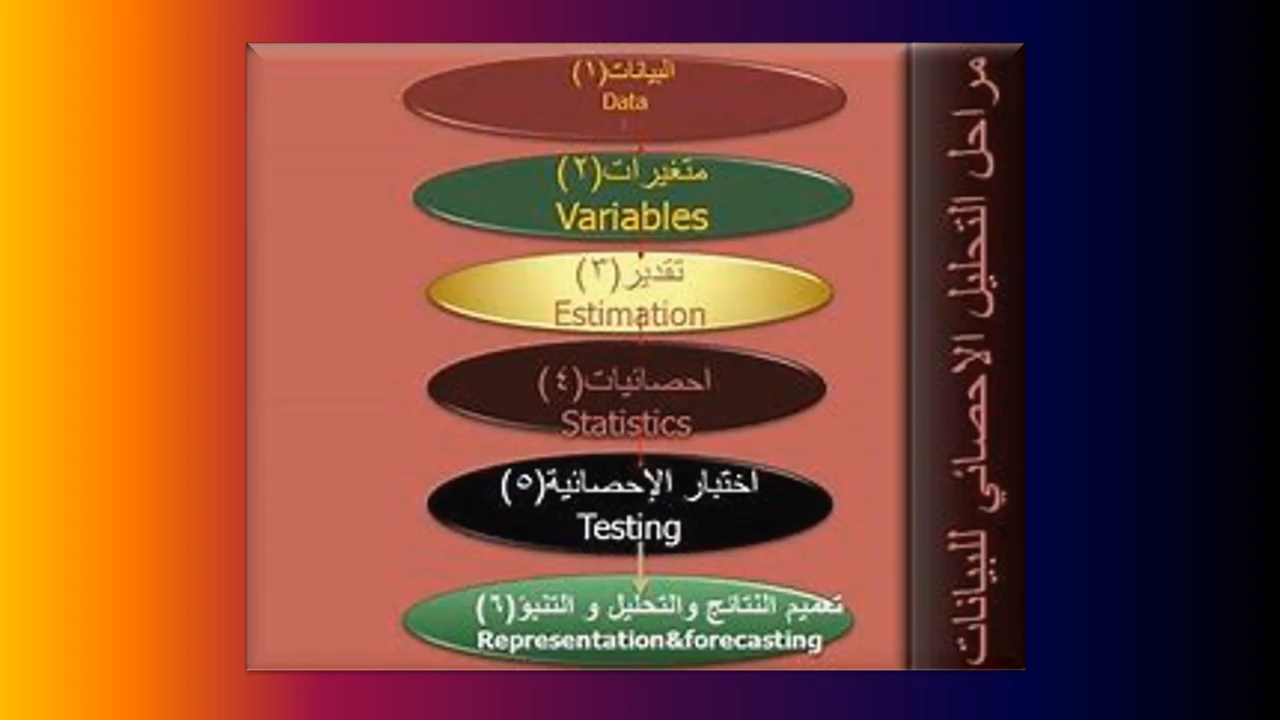 مراحل التحليل الاحصائي للبيانات
البيانات(١)
Data
متغيرات(٢)
Variables
تقدير(٣)
Estimation
احصائيات(٤)
Statistics
اختبار الإحصائية(٥)
Testing
تعميم النتائج والتحليل و التنبؤ(٦)
Representation&forecasting